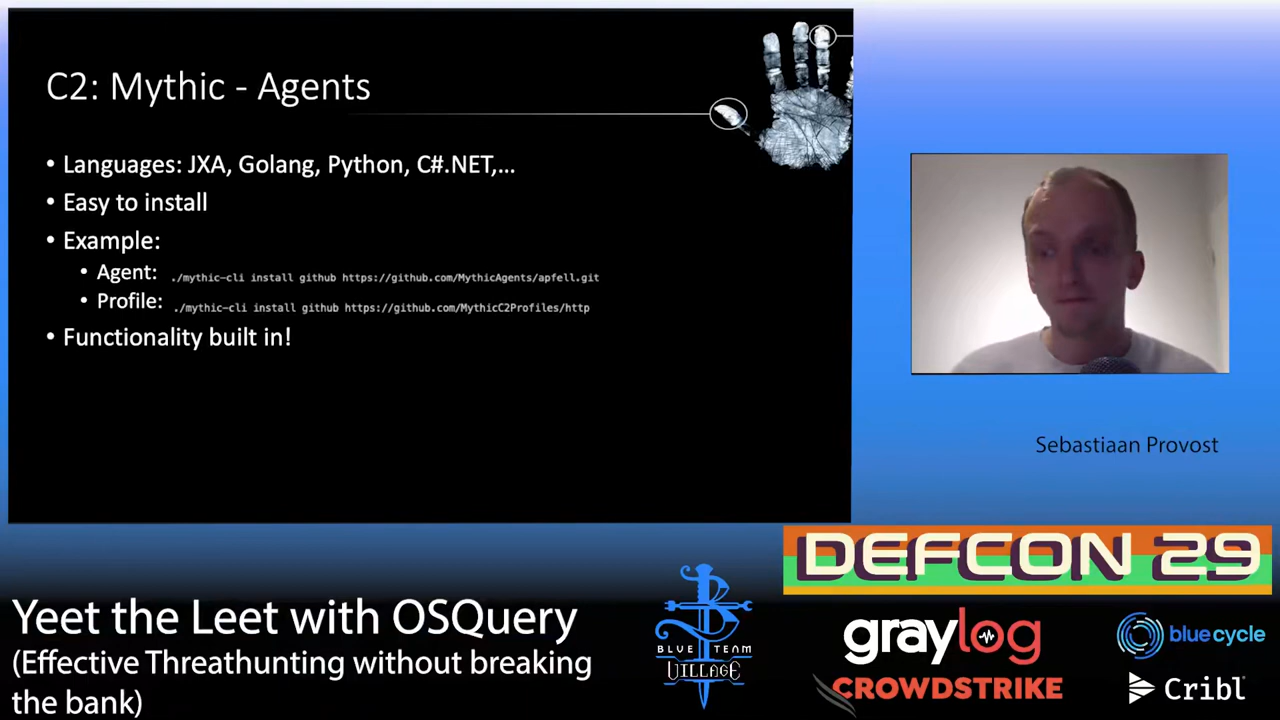 C2: Mythic - Agents
• Languages: JXA, Golang, Python, C#.NET,...
• Easy to install
• Example:
• Agent: ./mythic-cli install github https://github.com/MythicAgents/apfell.git
• Profile: ./mythic-cli install github https://github.com/MythicC2Profiles/http
• Functionality built in!
Sebastiaan Provost
DEFCON 29
Yeet the Leet with OSQuery
(Effective Threathunting without breaking
the bank)
BLUE TEAM
VILLAGE
graylog
blue cycle
CROWDSTRIKE
Cribl